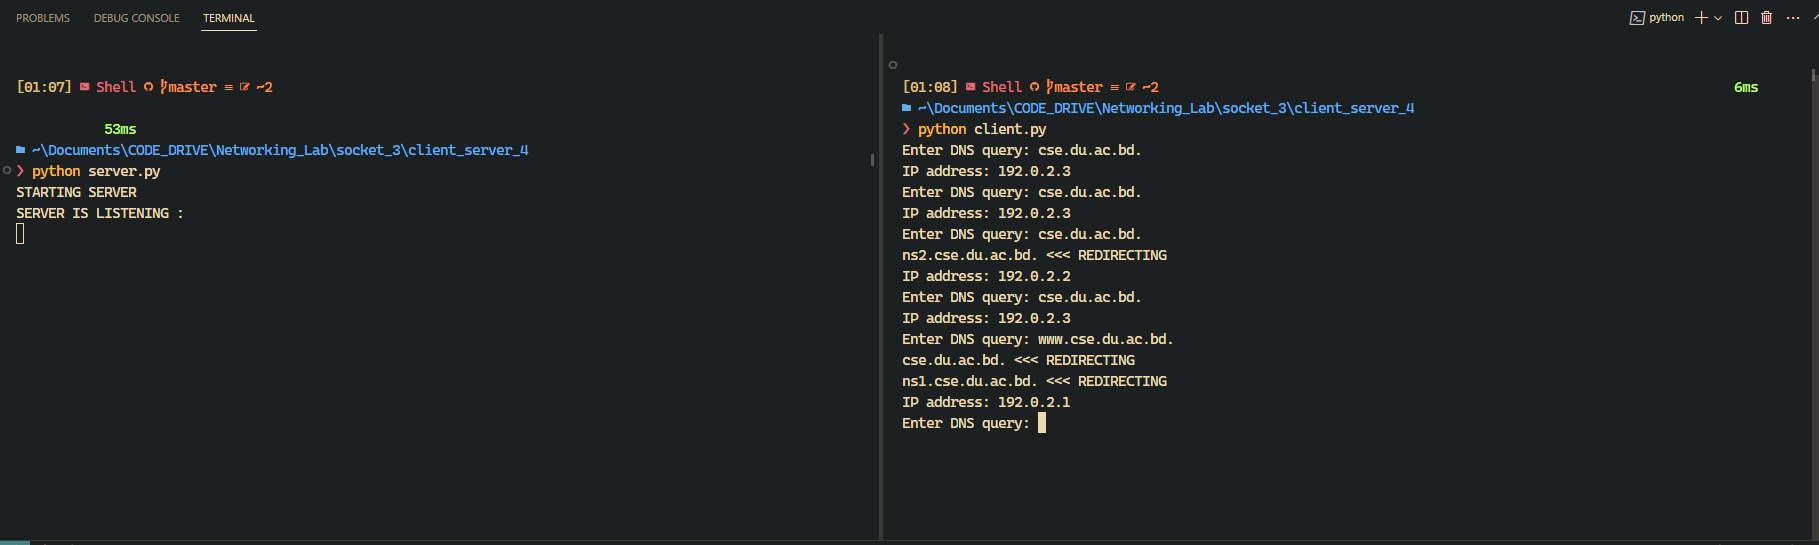 PROBLEMS DEBUG CONSOLE TERMINAL
python
[01:07] Shell master ≡ ~2
53ms
~\Documents\CODE_DRIVE\Networking_Lab\socket_3\client_server_4
❯ python server.py
STARTING SERVER
SERVER IS LISTENING :
[01:08] Shell master ≡ ~2 6ms
~\Documents\CODE_DRIVE\Networking_Lab\socket_3\client_server_4
❯ python client.py
Enter DNS query: cse.du.ac.bd.
IP address: 192.0.2.3
Enter DNS query: cse.du.ac.bd.
IP address: 192.0.2.3
Enter DNS query: cse.du.ac.bd.
ns2.cse.du.ac.bd. <<< REDIRECTING
IP address: 192.0.2.2
Enter DNS query: cse.du.ac.bd.
IP address: 192.0.2.3
Enter DNS query: www.cse.du.ac.bd.
cse.du.ac.bd. <<< REDIRECTING
ns1.cse.du.ac.bd. <<< REDIRECTING
IP address: 192.0.2.1
Enter DNS query: